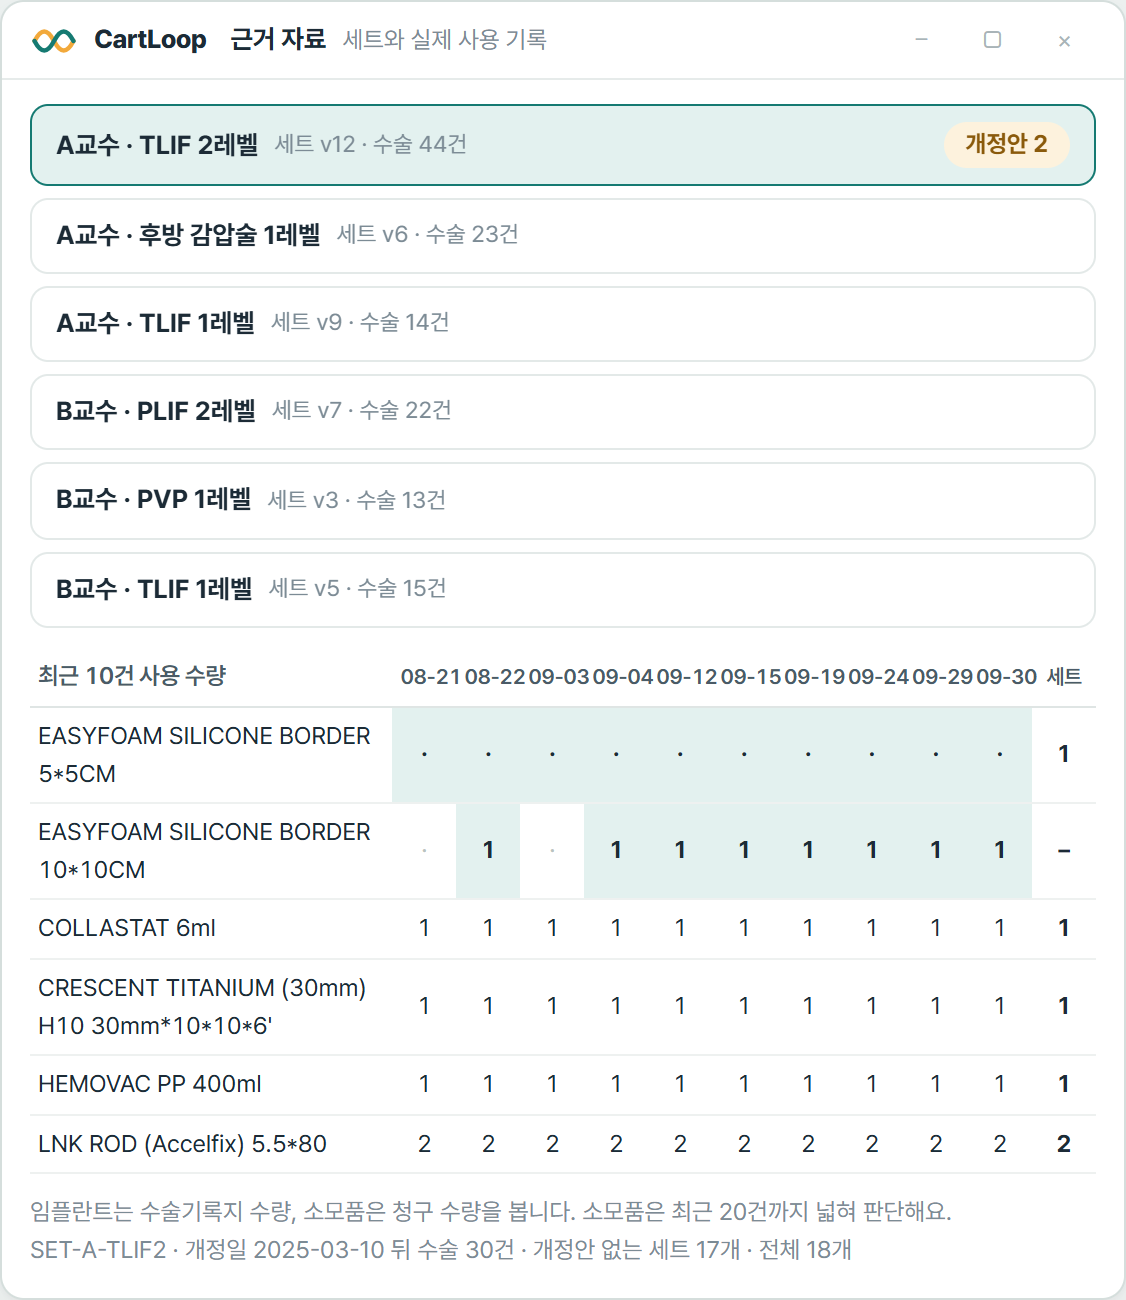 CartLoop 근거 자료 세트와 실제 사용 기록
A교수 · TLIF 2레벨 세트 v12 · 수술 44건 개정안 2
A교수 · 후방 감압술 1레벨 세트 v6 · 수술 23건
A교수 · TLIF 1레벨 세트 v9 · 수술 14건
B교수 · PLIF 2레벨 세트 v7 · 수술 22건
B교수 · PVP 1레벨 세트 v3 · 수술 13건
B교수 · TLIF 1레벨 세트 v5 · 수술 15건
최근 10건 사용 수량 08-21 08-22 09-03 09-04 09-12 09-15 09-19 09-24 09-29 09-30 세트
EASYFOAM SILICONE BORDER
5*5CM · · · · · · · · · · 1
EASYFOAM SILICONE BORDER
10*10CM · 1 · 1 1 1 1 1 1 1 –
COLLASTAT 6ml 1 1 1 1 1 1 1 1 1 1 1
CRESCENT TITANIUM (30mm)
H10 30mm*10*10*6' 1 1 1 1 1 1 1 1 1 1 1
HEMOVAC PP 400ml 1 1 1 1 1 1 1 1 1 1 1
LNK ROD (Accelfix) 5.5*80 2 2 2 2 2 2 2 2 2 2 2
임플란트는 수술기록지 수량, 소모품은 청구 수량을 봅니다. 소모품은 최근 20건까지 넓혀 판단해요.
SET-A-TLIF2 · 개정일 2025-03-10 뒤 수술 30건 · 개정안 없는 세트 17개 · 전체 18개